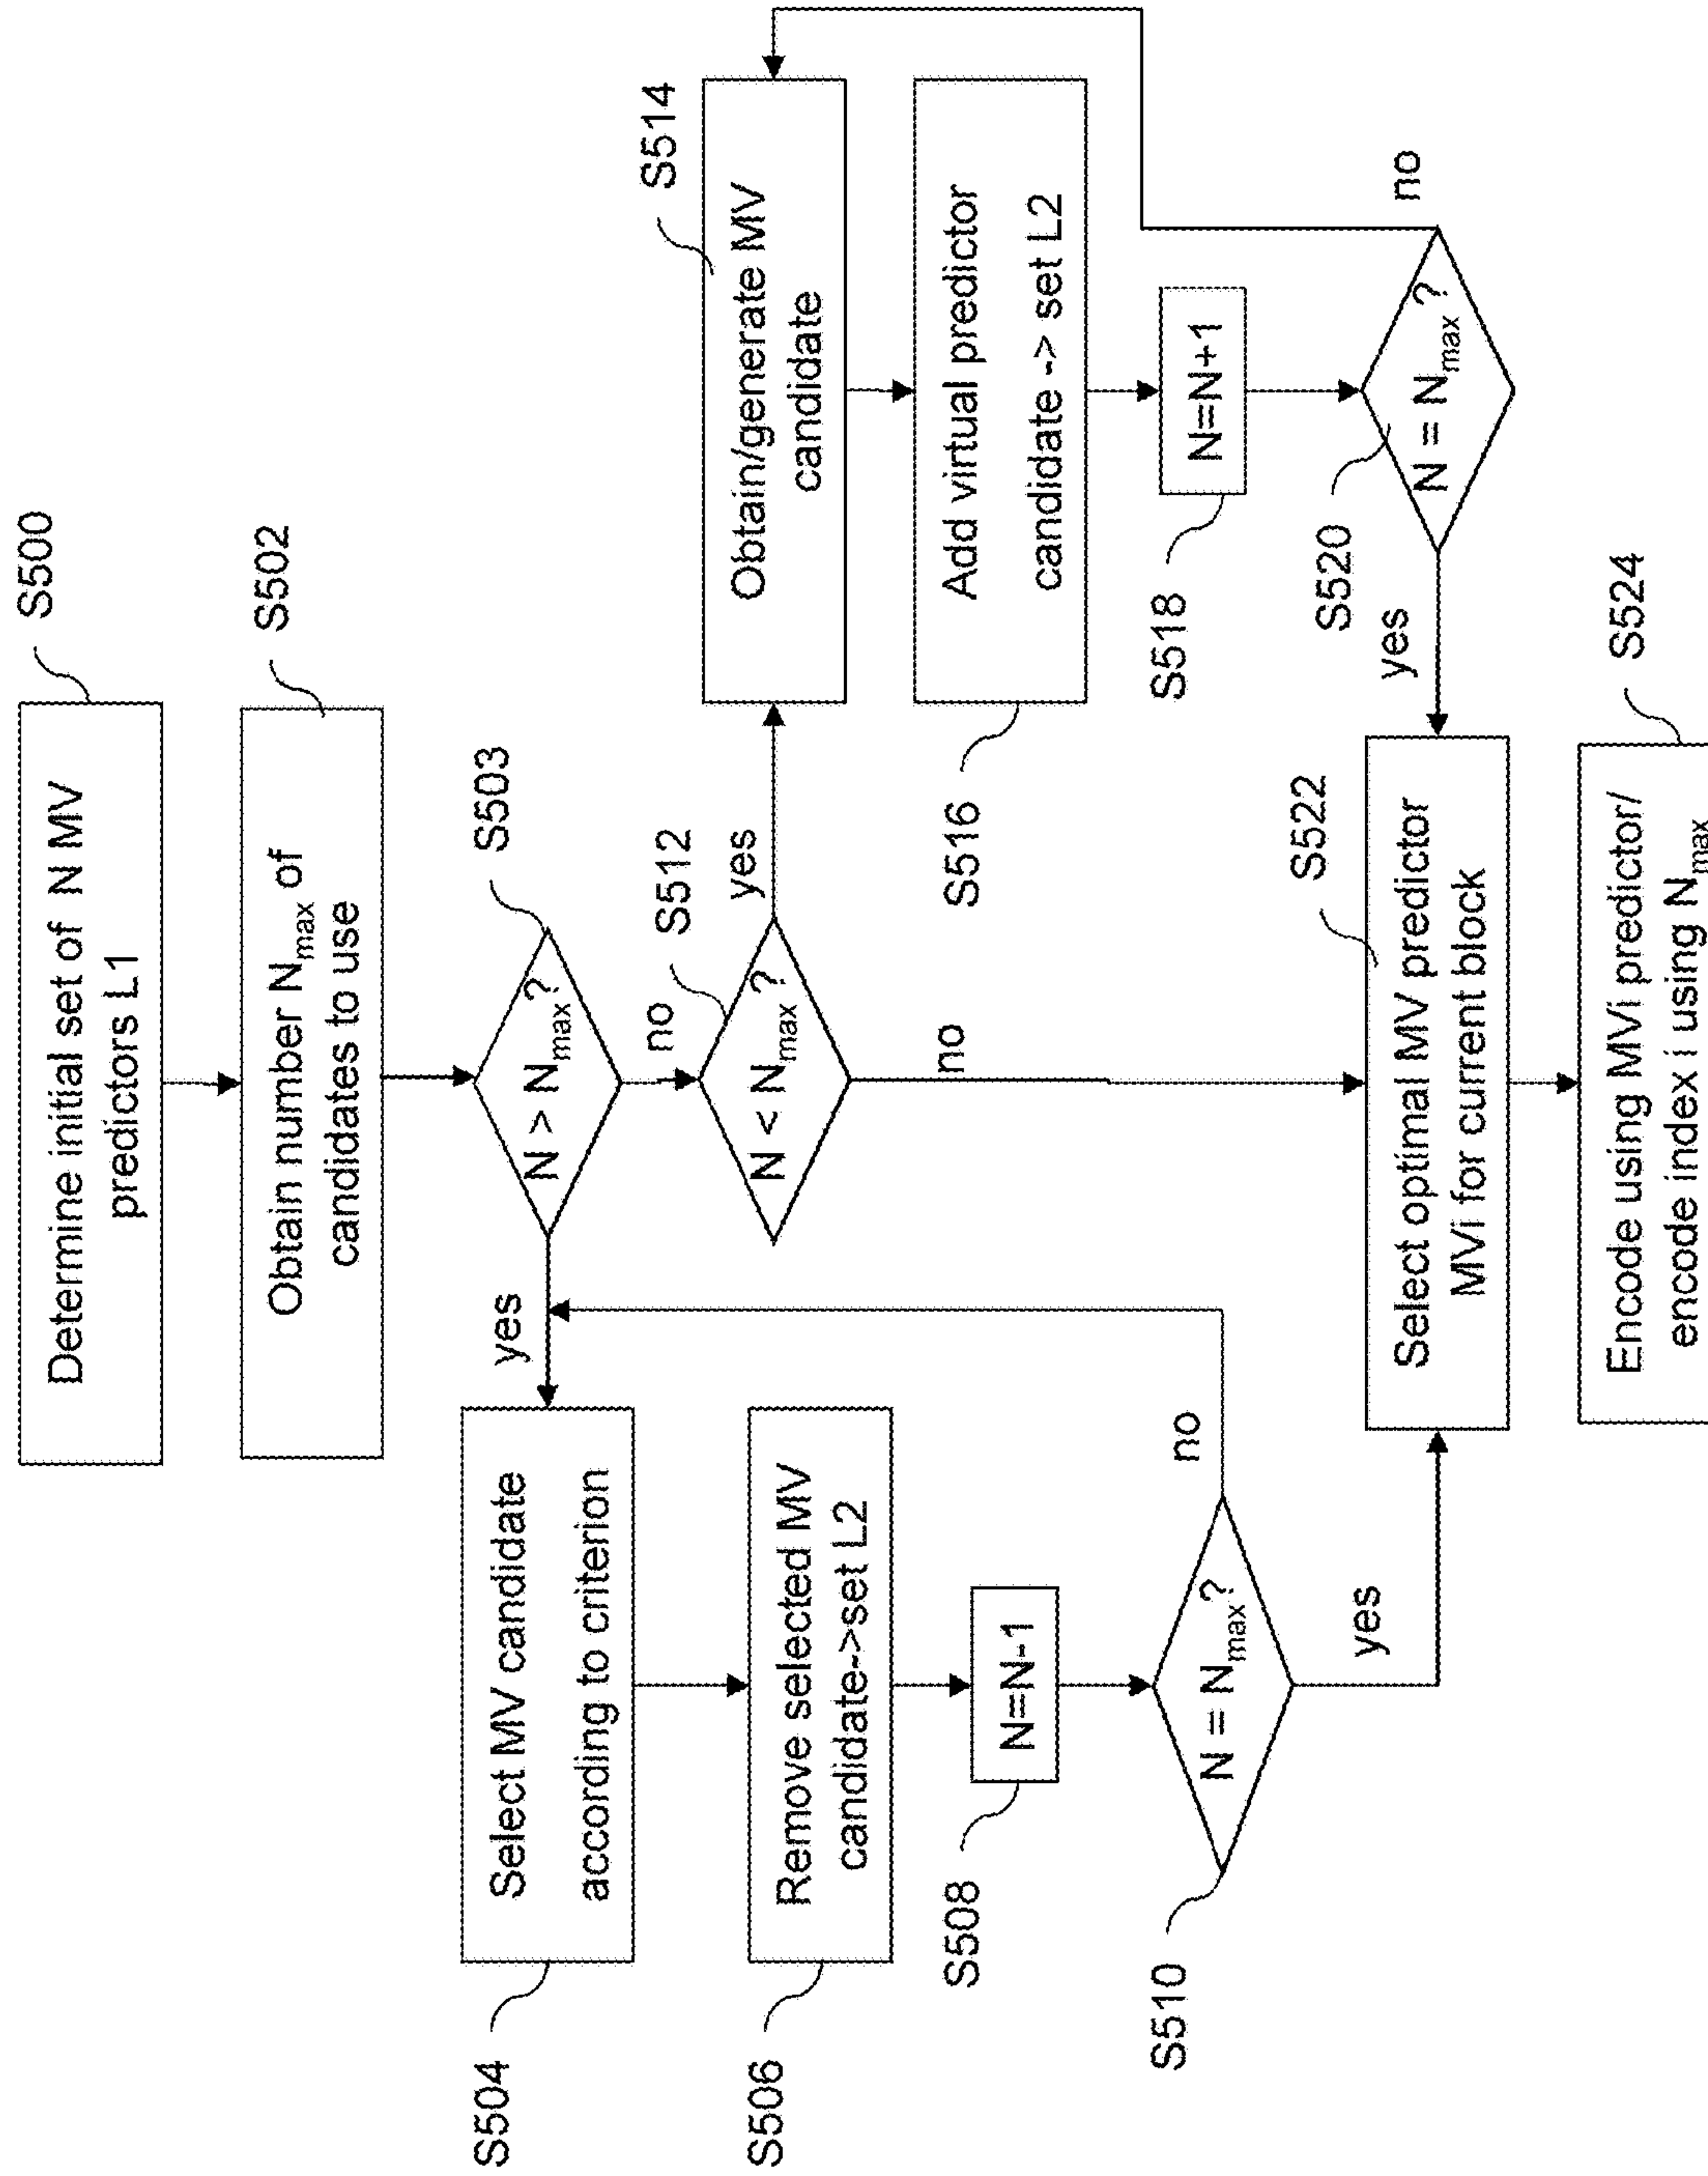 Determine initial set of N MV
predictors L1
S500
Obtain number Nmax of
candidates to use
S502
N > Nmax?
S503
yes
no
Select MV candidate
according to criterion
S504
Remove selected MV
candidate->set L2
S506
N=N-1
S508
N = Nmax?
S510
no
yes
N < Nmax?
S512
yes
no
Obtain/generate MV
candidate
S514
Add virtual predictor
candidate -> set L2
S516
N=N+1
S518
N = Nmax?
S520
no
yes
Select optimal MV predictor
MVi for current block
S522
Encode using MVi predictor/
encode index i using Nmax
S524